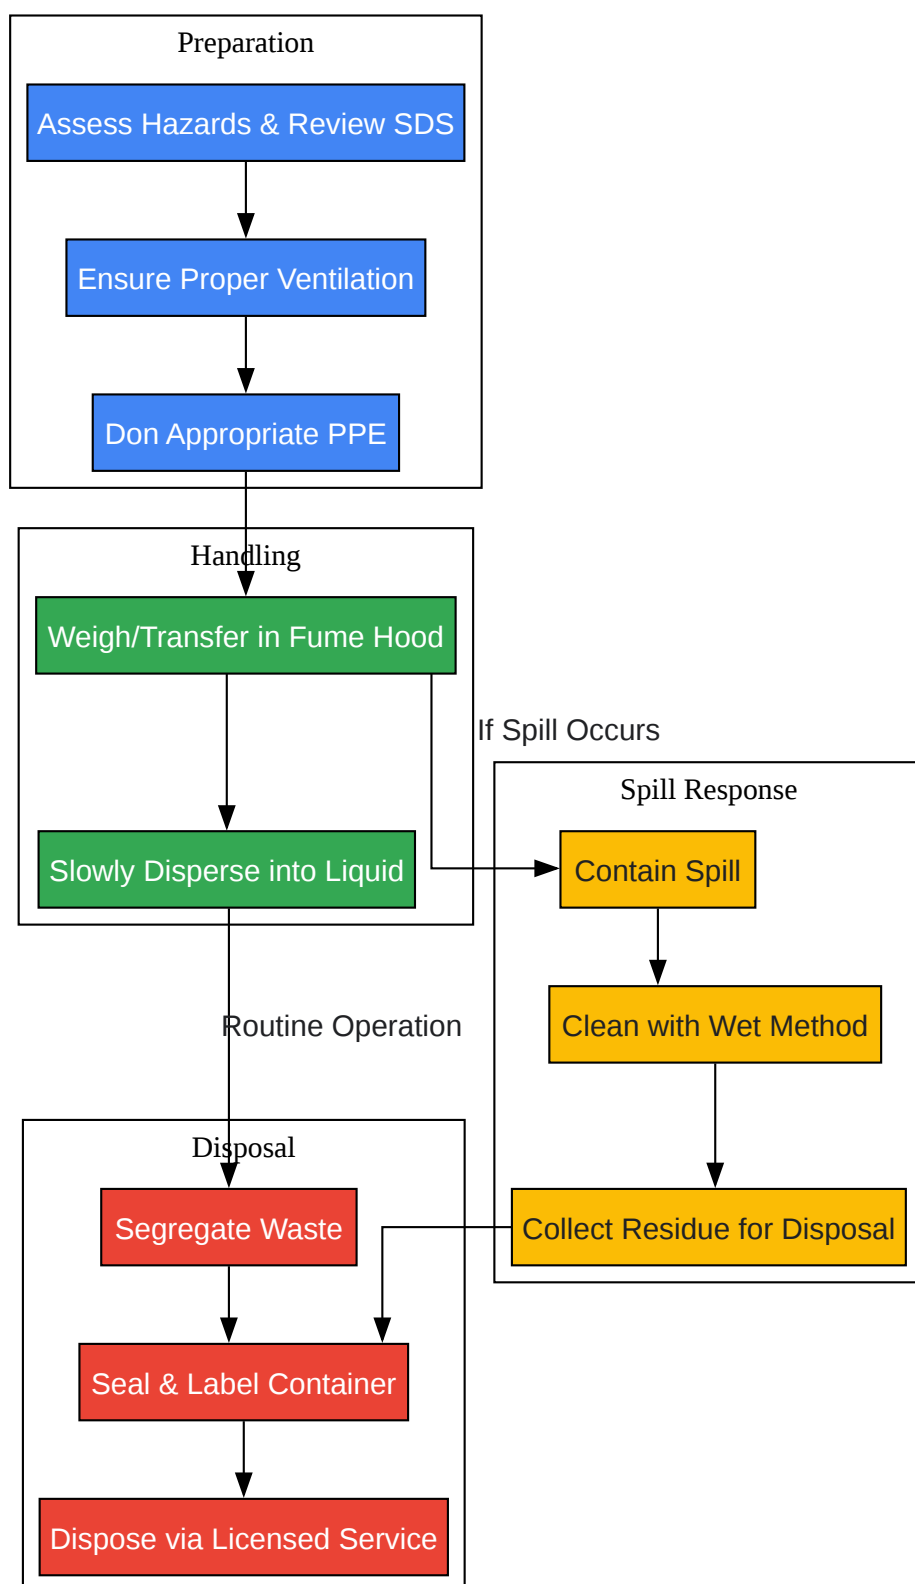 Preparation
Assess Hazards & Review SDS
Ensure Proper Ventilation
Don Appropriate PPE
Handling
Weigh/Transfer in Fume Hood
If Spill Occurs
Spill Response
Slowly Disperse into Liquid
Contain Spill
Clean with Wet Method
Routine Operation
Disposal
Segregate Waste
Collect Residue for Disposal
Seal & Label Container
Dispose via Licensed Service